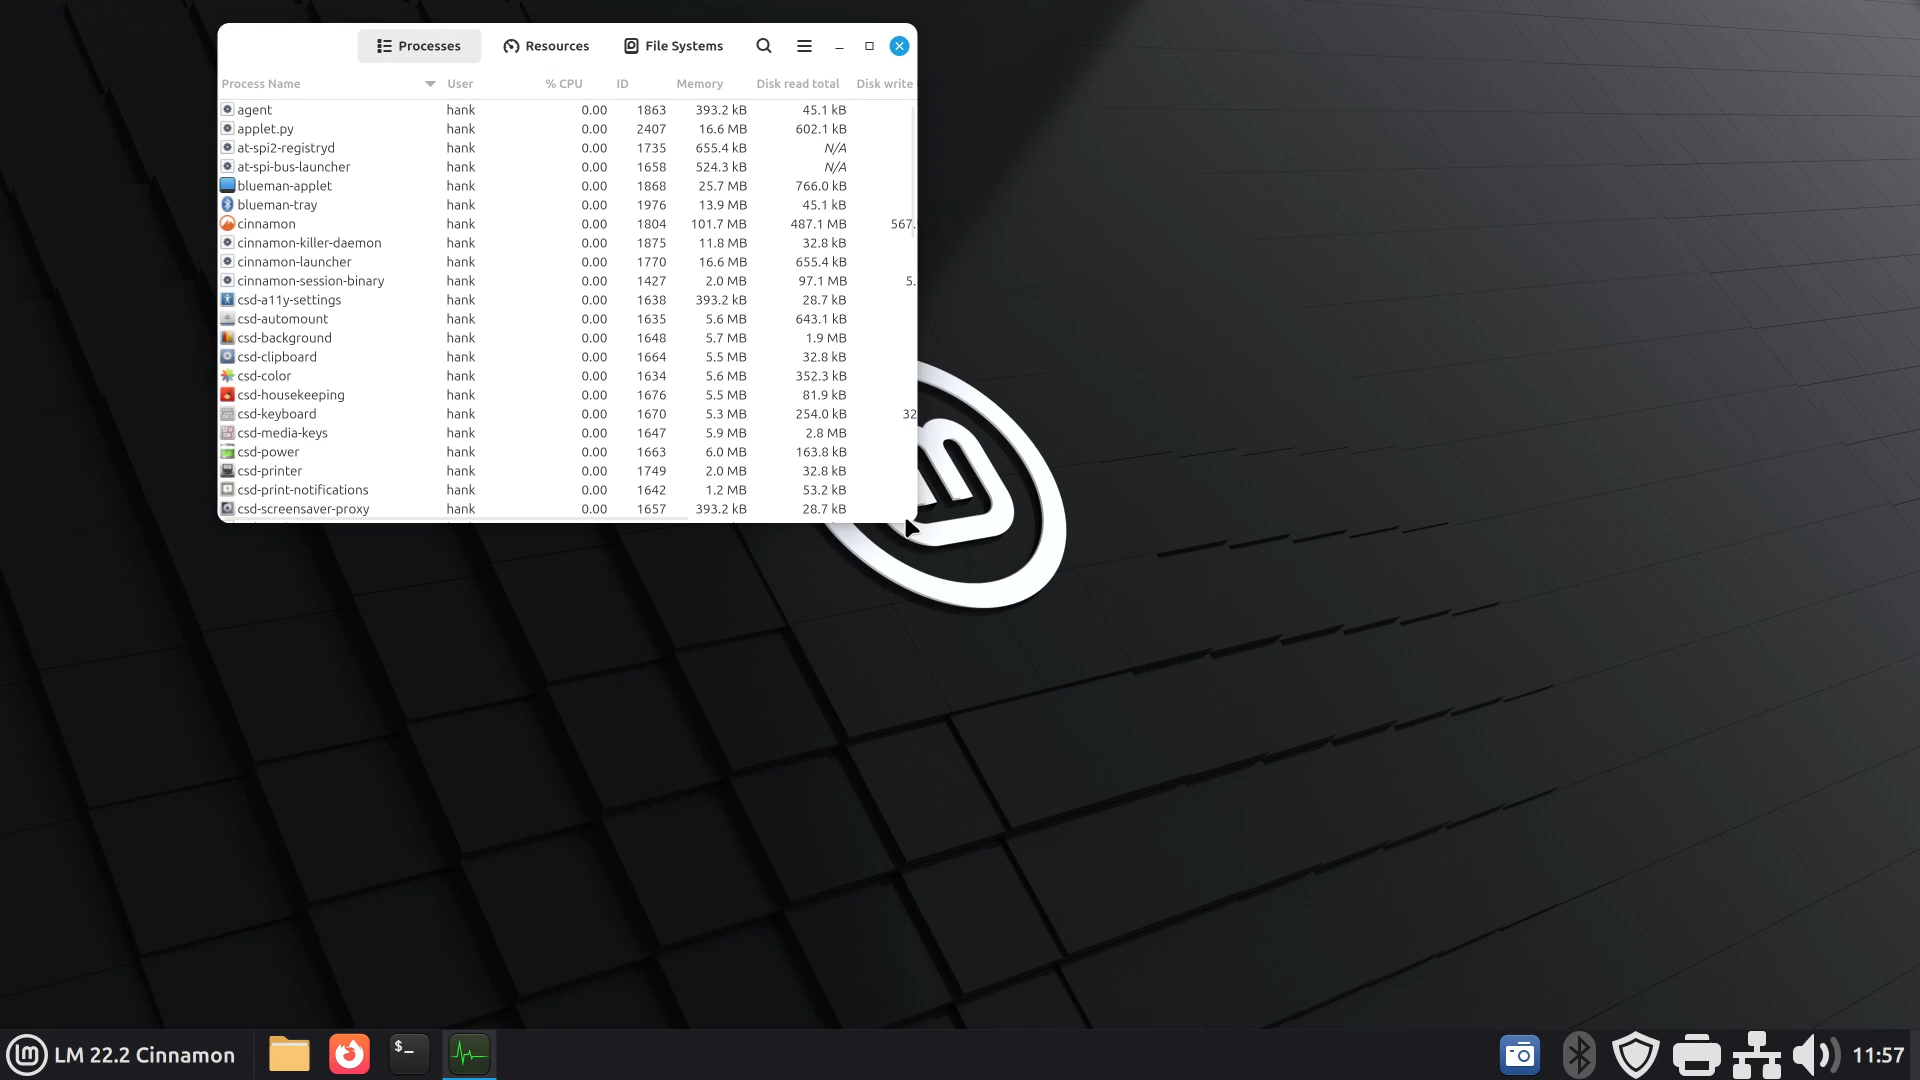 Processes Resources File Systems
Process Name User % CPU ID Memory Disk read total Disk write
agent hank 0.00 1863 393.2 kB 45.1 kB
applet.py hank 0.00 2407 16.6 MB 602.1 kB
at-spi2-registryd hank 0.00 1735 655.4 kB N/A
at-spi-bus-launcher hank 0.00 1658 524.3 kB N/A
blueman-applet hank 0.00 1868 25.7 MB 766.0 kB
blueman-tray hank 0.00 1976 13.9 MB 45.1 kB
cinnamon hank 0.00 1804 101.7 MB 487.1 MB 567.
cinnamon-killer-daemon hank 0.00 1875 11.8 MB 32.8 kB
cinnamon-launcher hank 0.00 1770 16.6 MB 655.4 kB
cinnamon-session-binary hank 0.00 1427 2.0 MB 97.1 MB 5.
csd-a11y-settings hank 0.00 1638 393.2 kB 28.7 kB
csd-automount hank 0.00 1635 5.6 MB 643.1 kB
csd-background hank 0.00 1648 5.7 MB 1.9 MB
csd-clipboard hank 0.00 1664 5.5 MB 32.8 kB
csd-color hank 0.00 1634 5.6 MB 352.3 kB
csd-housekeeping hank 0.00 1676 5.5 MB 81.9 kB
csd-keyboard hank 0.00 1670 5.3 MB 254.0 kB 32
csd-media-keys hank 0.00 1647 5.9 MB 2.8 MB
csd-power hank 0.00 1663 6.0 MB 163.8 kB
csd-printer hank 0.00 1749 2.0 MB 32.8 kB
csd-print-notifications hank 0.00 1642 1.2 MB 53.2 kB
csd-screensaver-proxy hank 0.00 1657 393.2 kB 28.7 kB
LM 22.2 Cinnamon $_ 11:57